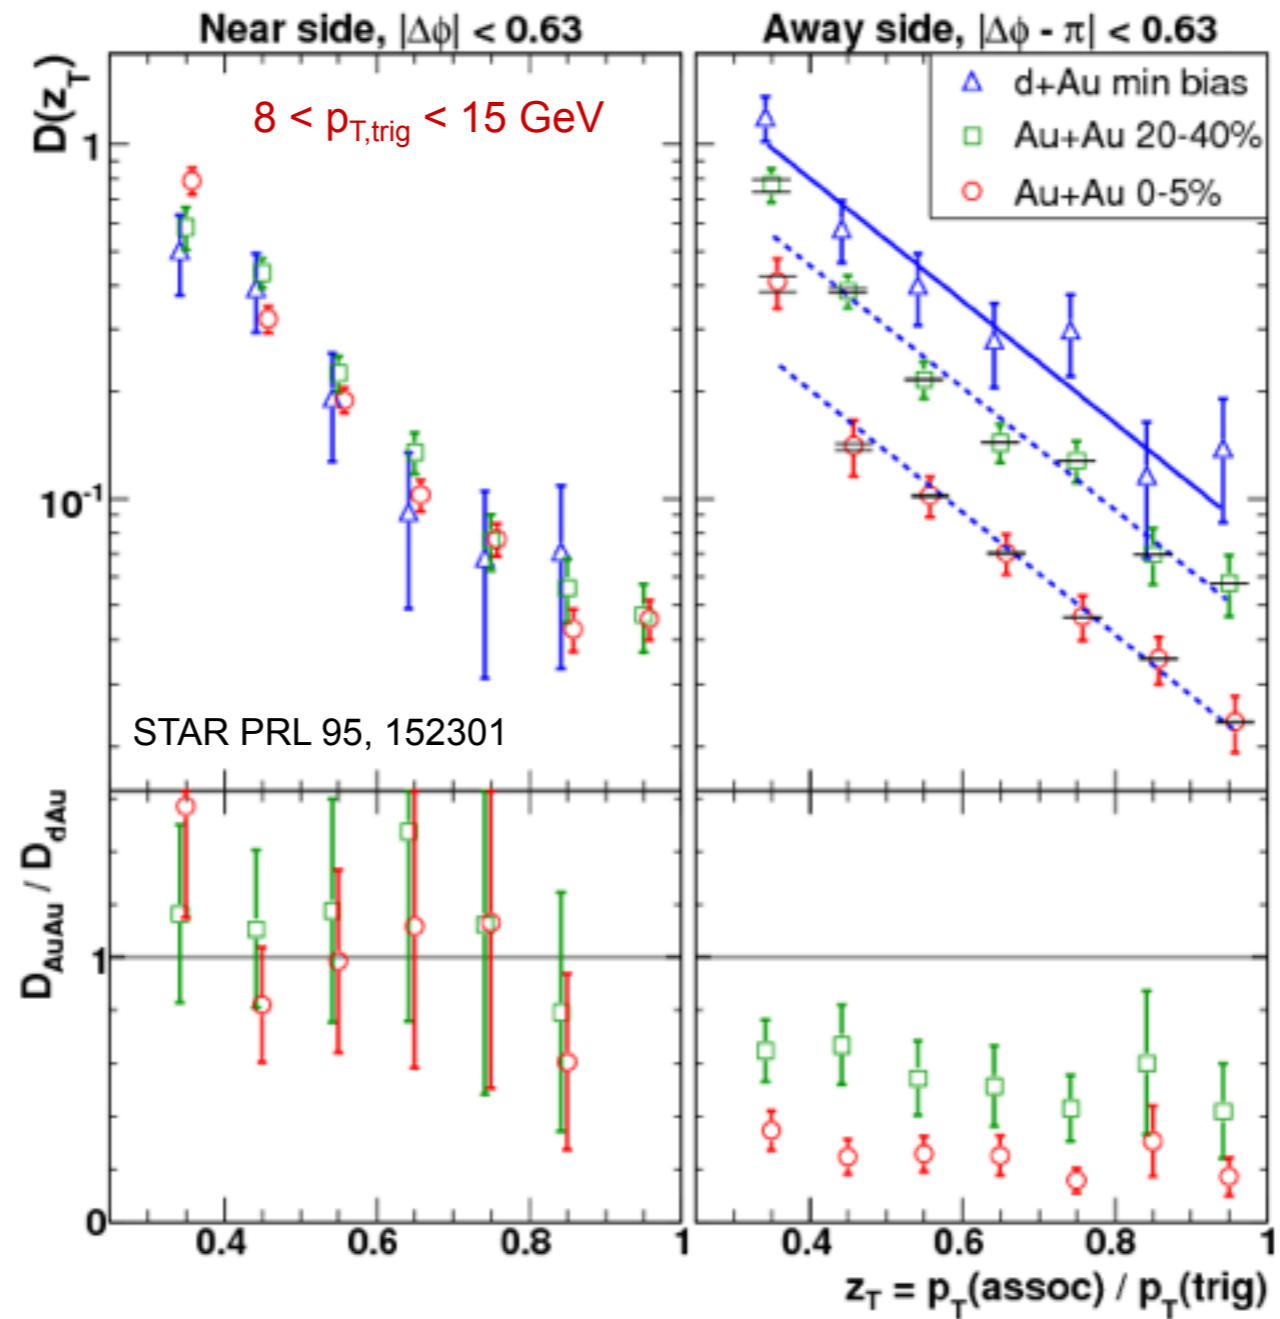 Near side, |Δϕ| < 0.63
Away side, |Δϕ - π| < 0.63
D(z_T)
8 < p_T,trig < 15 GeV
d+Au min bias
Au+Au 20-40%
Au+Au 0-5%
1
10^-1
STAR PRL 95, 152301
D_AuAu / D_dAu
1
0
0.4 0.6 0.8 1
0.4 0.6 0.8 1
z_T = p_T(assoc) / p_T(trig)